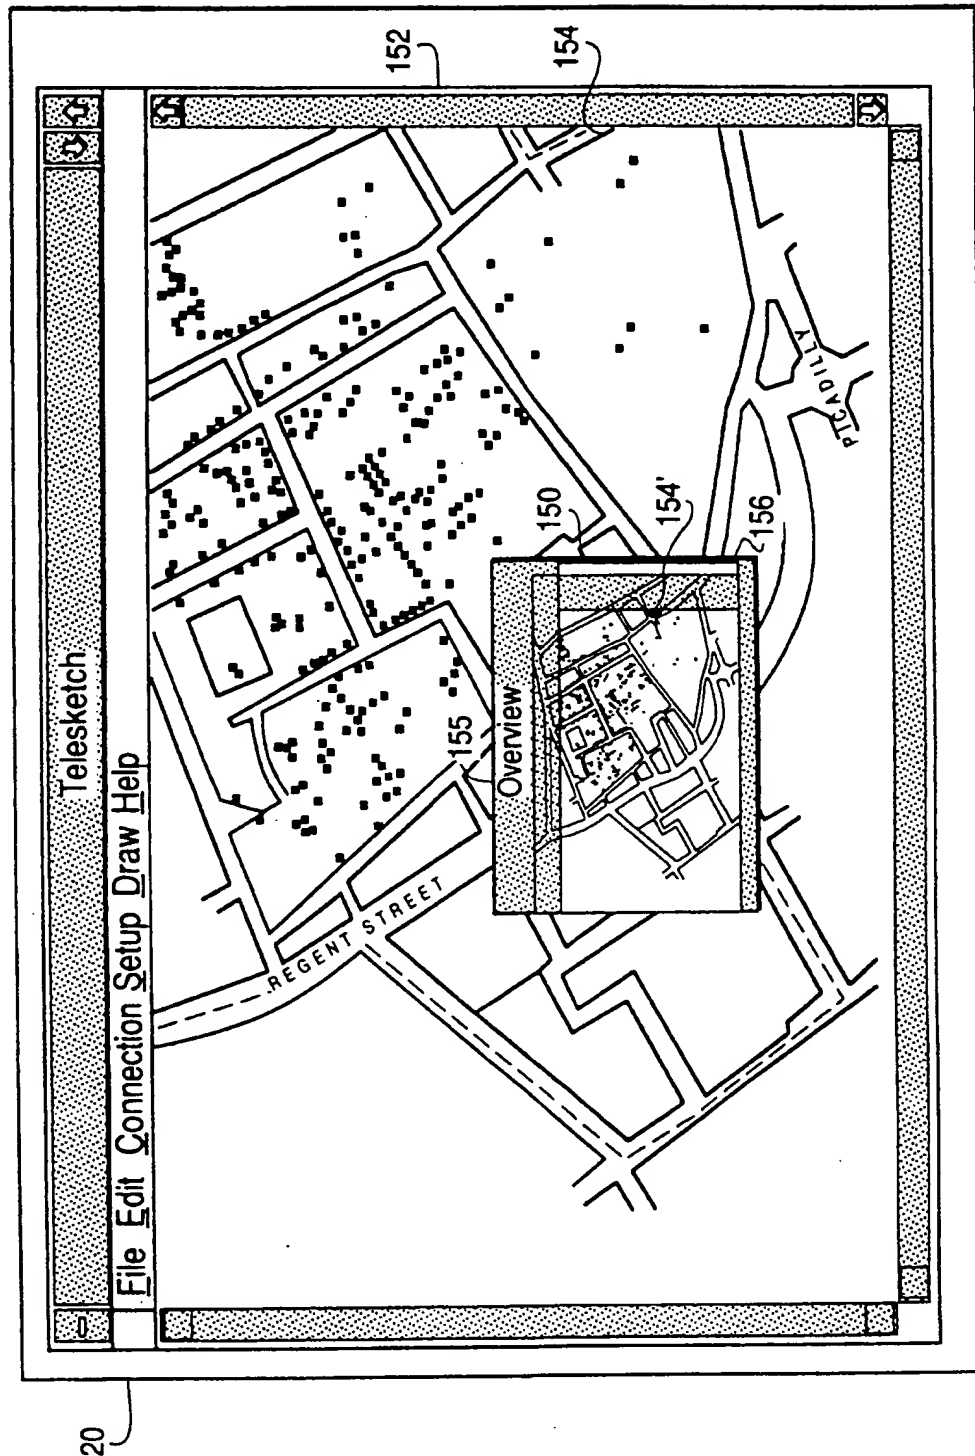 20
Telesketch
File Edit Connection Setup Draw Help
152
154
REGENT STREET
155
Overview
150
154'
156
PICADILLY